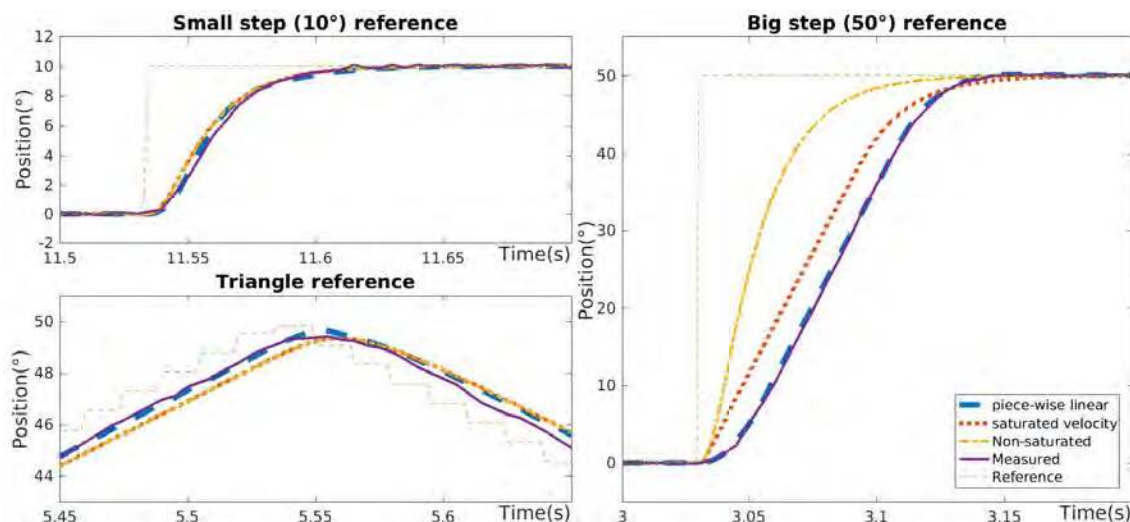 Small step (10°) reference
12
10
8
6
4
2
0
-2
Position(°)
11.5
11.55
11.6
11.65
Time(s)
Triangle reference
50
48
46
44
Position(°)
5.45
5.5
5.55
5.6
Time(s)
Big step (50°) reference
50
40
30
20
10
0
Position(°)
3
3.05
3.1
3.15
Time(s)
piece-wise linear
saturated velocity
Non-saturated
Measured
Reference